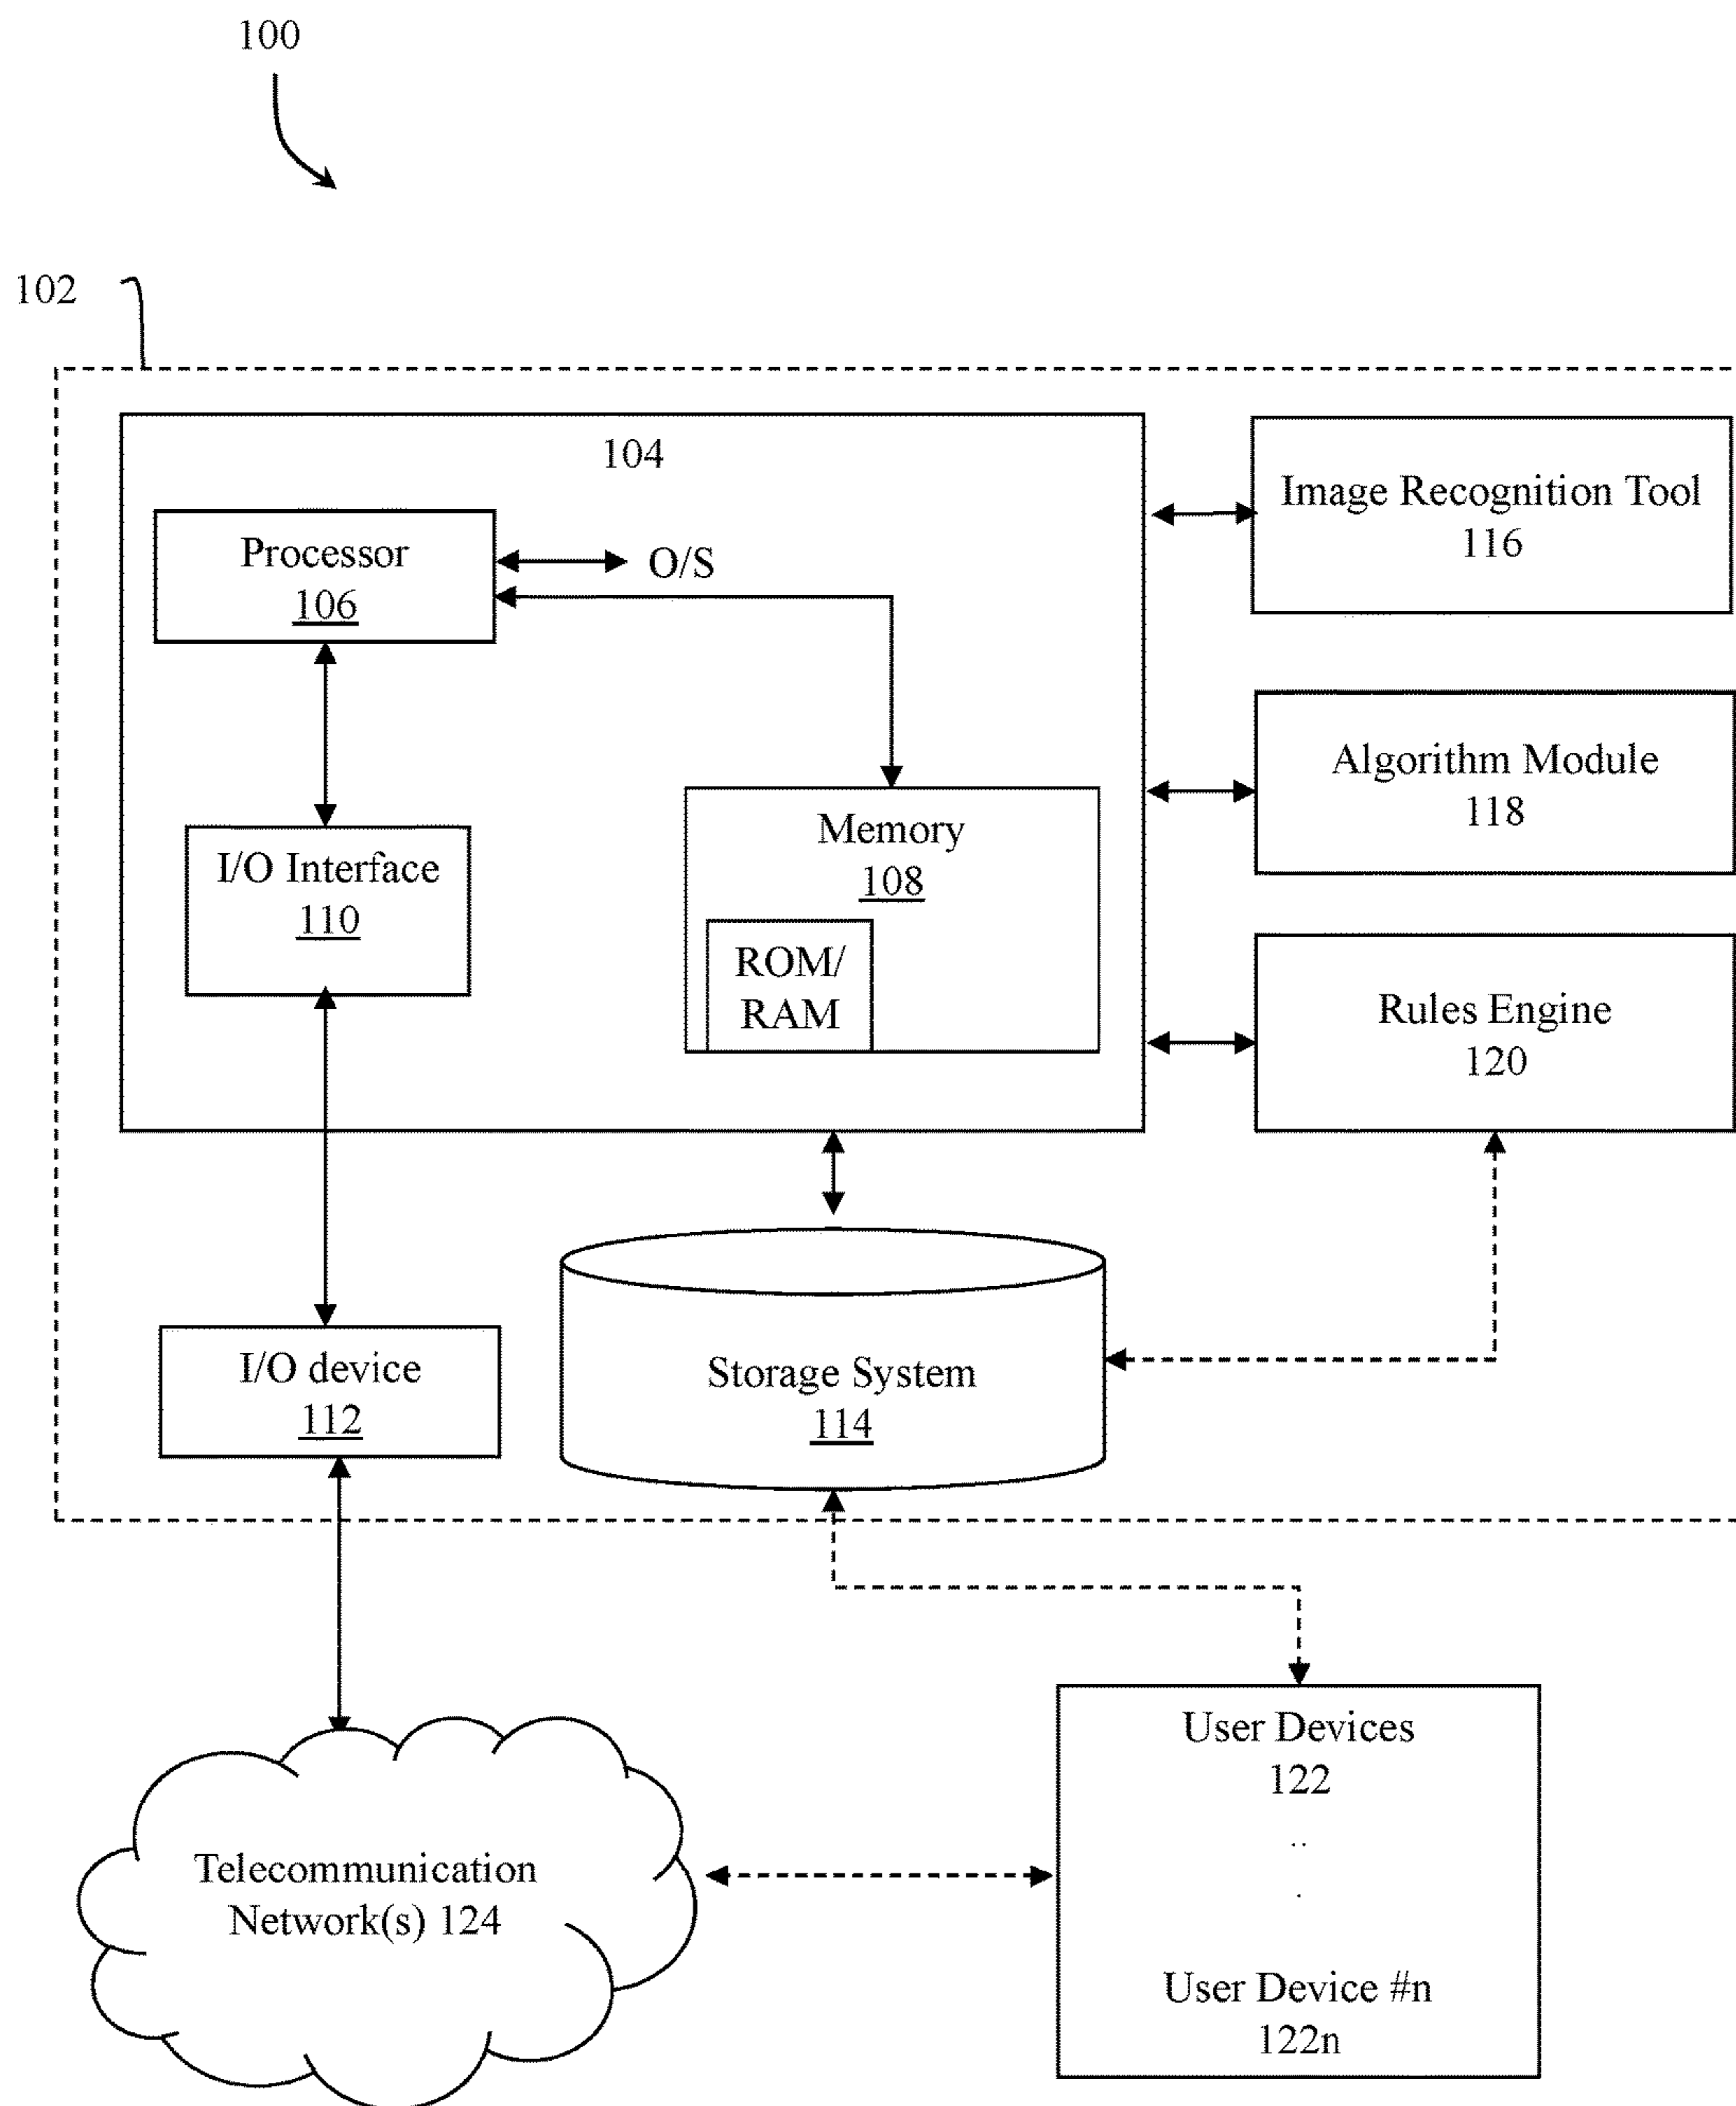 100
102
104
Processor
106
O/S
I/O Interface
110
Memory
108
ROM/
RAM
Image Recognition Tool
116
Algorithm Module
118
Rules Engine
120
I/O device
112
Storage System
114
Telecommunication
Network(s) 124
User Devices
122
..
.
User Device #n
122n